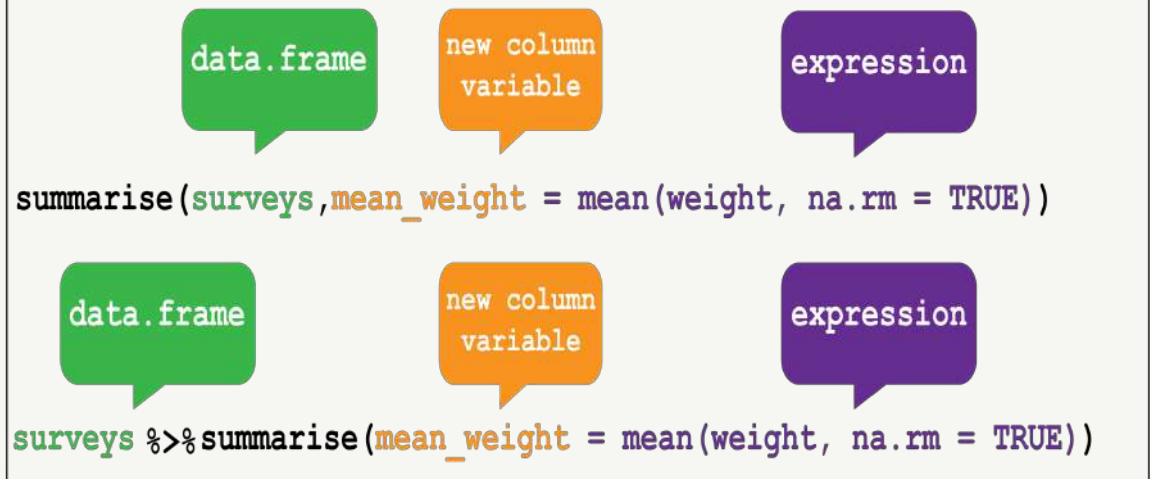 data.frame
new column
variable
expression
summarise(surveys,mean_weight = mean(weight, na.rm = TRUE))
data.frame
new column
variable
expression
surveys %>%summarise(mean_weight = mean(weight, na.rm = TRUE))